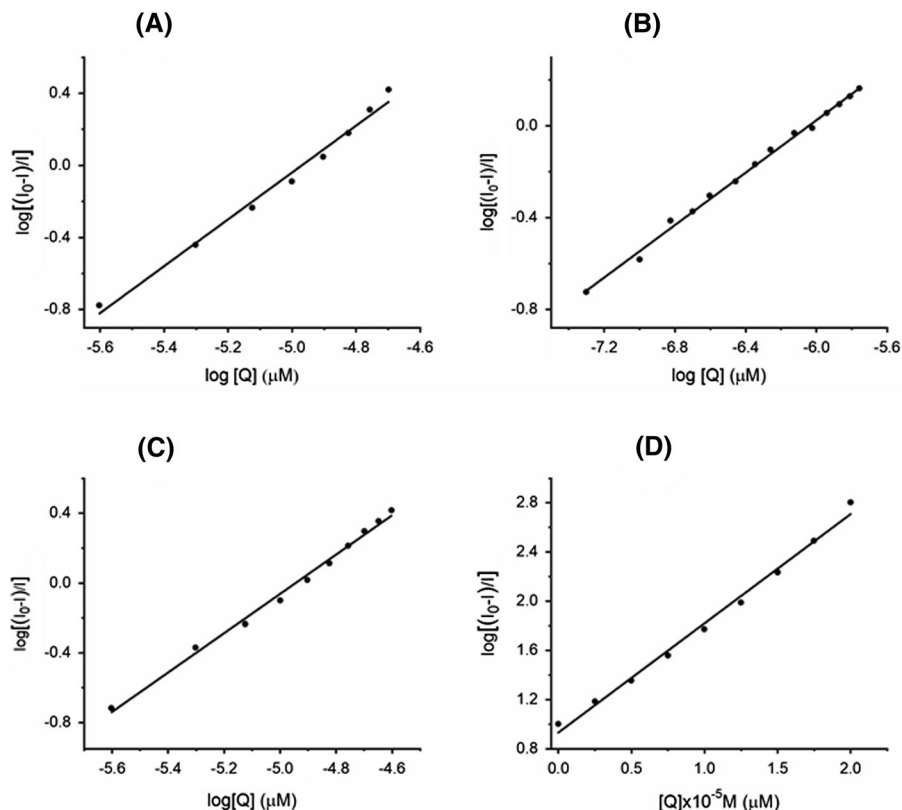 (A)
log[(I₀-I)/I]
0.4
0.0
-0.4
-0.8
-5.6 -5.4 -5.2 -5.0 -4.8 -4.6
log [Q] (μM)
(B)
log[(I₀-I)/I]
0.0
-0.4
-0.8
-7.2 -6.8 -6.4 -6.0 -5.6
log [Q] (μM)
(C)
log[(I₀-I)/I]
0.4
0.0
-0.4
-0.8
-5.6 -5.4 -5.2 -5.0 -4.8 -4.6
log[Q] (μM)
(D)
log[(I₀-I)/I]
2.8
2.4
2.0
1.6
1.2
0.8
0.0 0.5 1.0 1.5 2.0
[Q]x10⁻⁵M (μM)